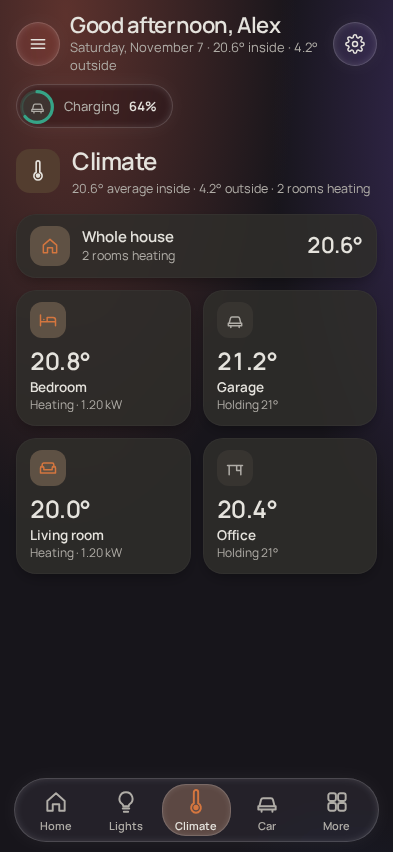 Good afternoon, Alex
Saturday, November 7 · 20.6° inside · 4.2°
outside
Charging 64%
Climate
20.6° average inside · 4.2° outside · 2 rooms heating
Whole house
2 rooms heating
20.6°
20.8°
Bedroom
Heating · 1.20 kW
21.2°
Garage
Holding 21°
20.0°
Living room
Heating · 1.20 kW
20.4°
Office
Holding 21°
Home
Lights
Climate
Car
More